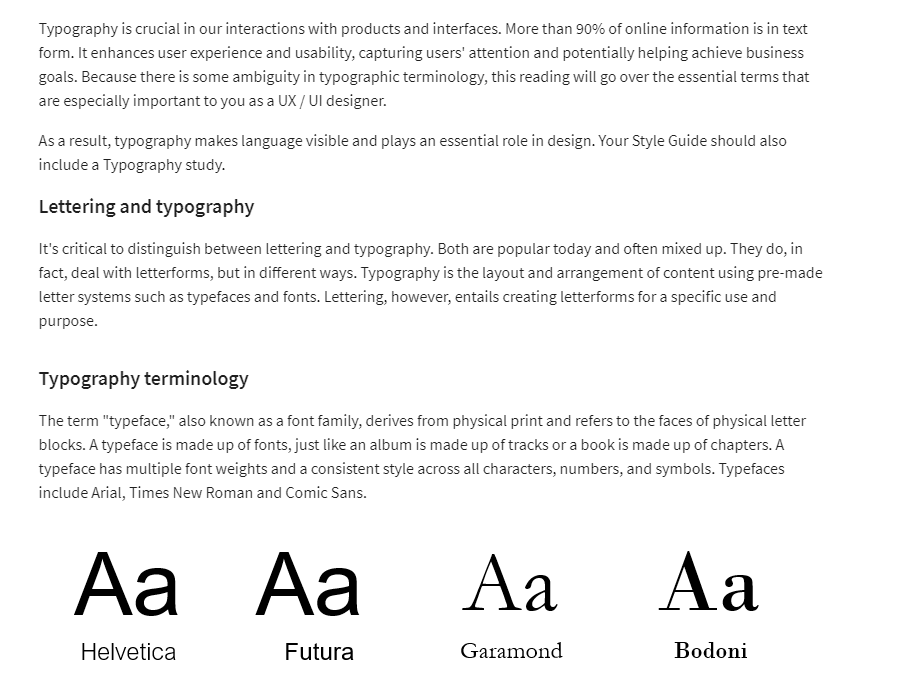 Typography is crucial in our interactions with products and interfaces. More than 90% of online information is in text
form. It enhances user experience and usability, capturing users' attention and potentially helping achieve business
goals. Because there is some ambiguity in typographic terminology, this reading will go over the essential terms that
are especially important to you as a UX / UI designer.
As a result, typography makes language visible and plays an essential role in design. Your Style Guide should also
include a Typography study.
Lettering and typography
It's critical to distinguish between lettering and typography. Both are popular today and often mixed up. They do, in
fact, deal with letterforms, but in different ways. Typography is the layout and arrangement of content using pre-made
letter systems such as typefaces and fonts. Lettering, however, entails creating letterforms for a specific use and
purpose.
Typography terminology
The term "typeface," also known as a font family, derives from physical print and refers to the faces of physical letter
blocks. A typeface is made up of fonts, just like an album is made up of tracks or a book is made up of chapters. A
typeface has multiple font weights and a consistent style across all characters, numbers, and symbols. Typefaces
include Arial, Times New Roman and Comic Sans.
Aa Aa Aa Aa
Helvetica Futura Garamond Bodoni